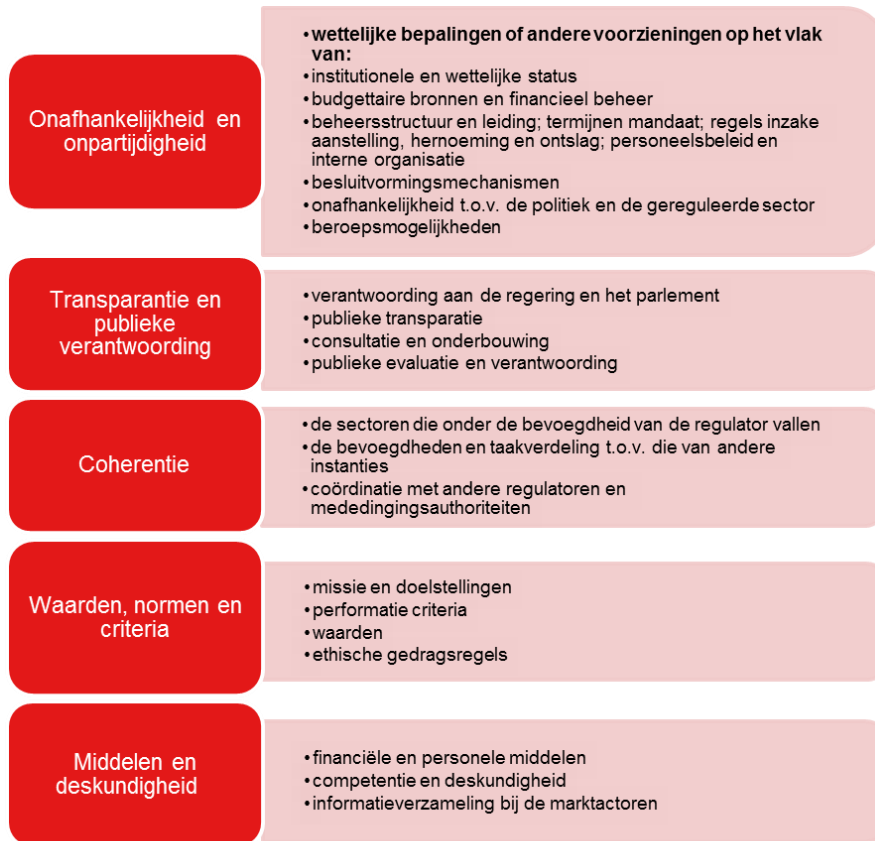 Onafhankelijkheid en
onpartijdigheid
•wettelijke bepalingen of andere voorzieningen op het vlak
van:
•institutionele en wettelijke status
•budgettaire bronnen en financieel beheer
•beheersstructuur en leiding; termijnen mandaat; regels inzake
aanstelling, hernoeming en ontslag; personeelsbeleid en
interne organisatie
•besluitvormingsmechanismen
•onafhankelijkheid t.o.v. de politiek en de gereguleerde sector
•beroepsmogelijkheden
Transparantie en
publieke
verantwoording
•verantwoording aan de regering en het parlement
•publieke transparatie
•consultatie en onderbouwing
•publieke evaluatie en verantwoording
Coherentie
•de sectoren die onder de bevoegdheid van de regulator vallen
•de bevoegdheden en taakverdeling t.o.v. die van andere
instanties
•coördinatie met andere regulatoren en
mededingingsauthoriteiten
Waarden, normen en
criteria
•missie en doelstellingen
•performatie criteria
•waarden
•ethische gedragsregels
Middelen en
deskundigheid
•financiële en personele middelen
•competentie en deskundigheid
•informatieverzameling bij de marktactoren